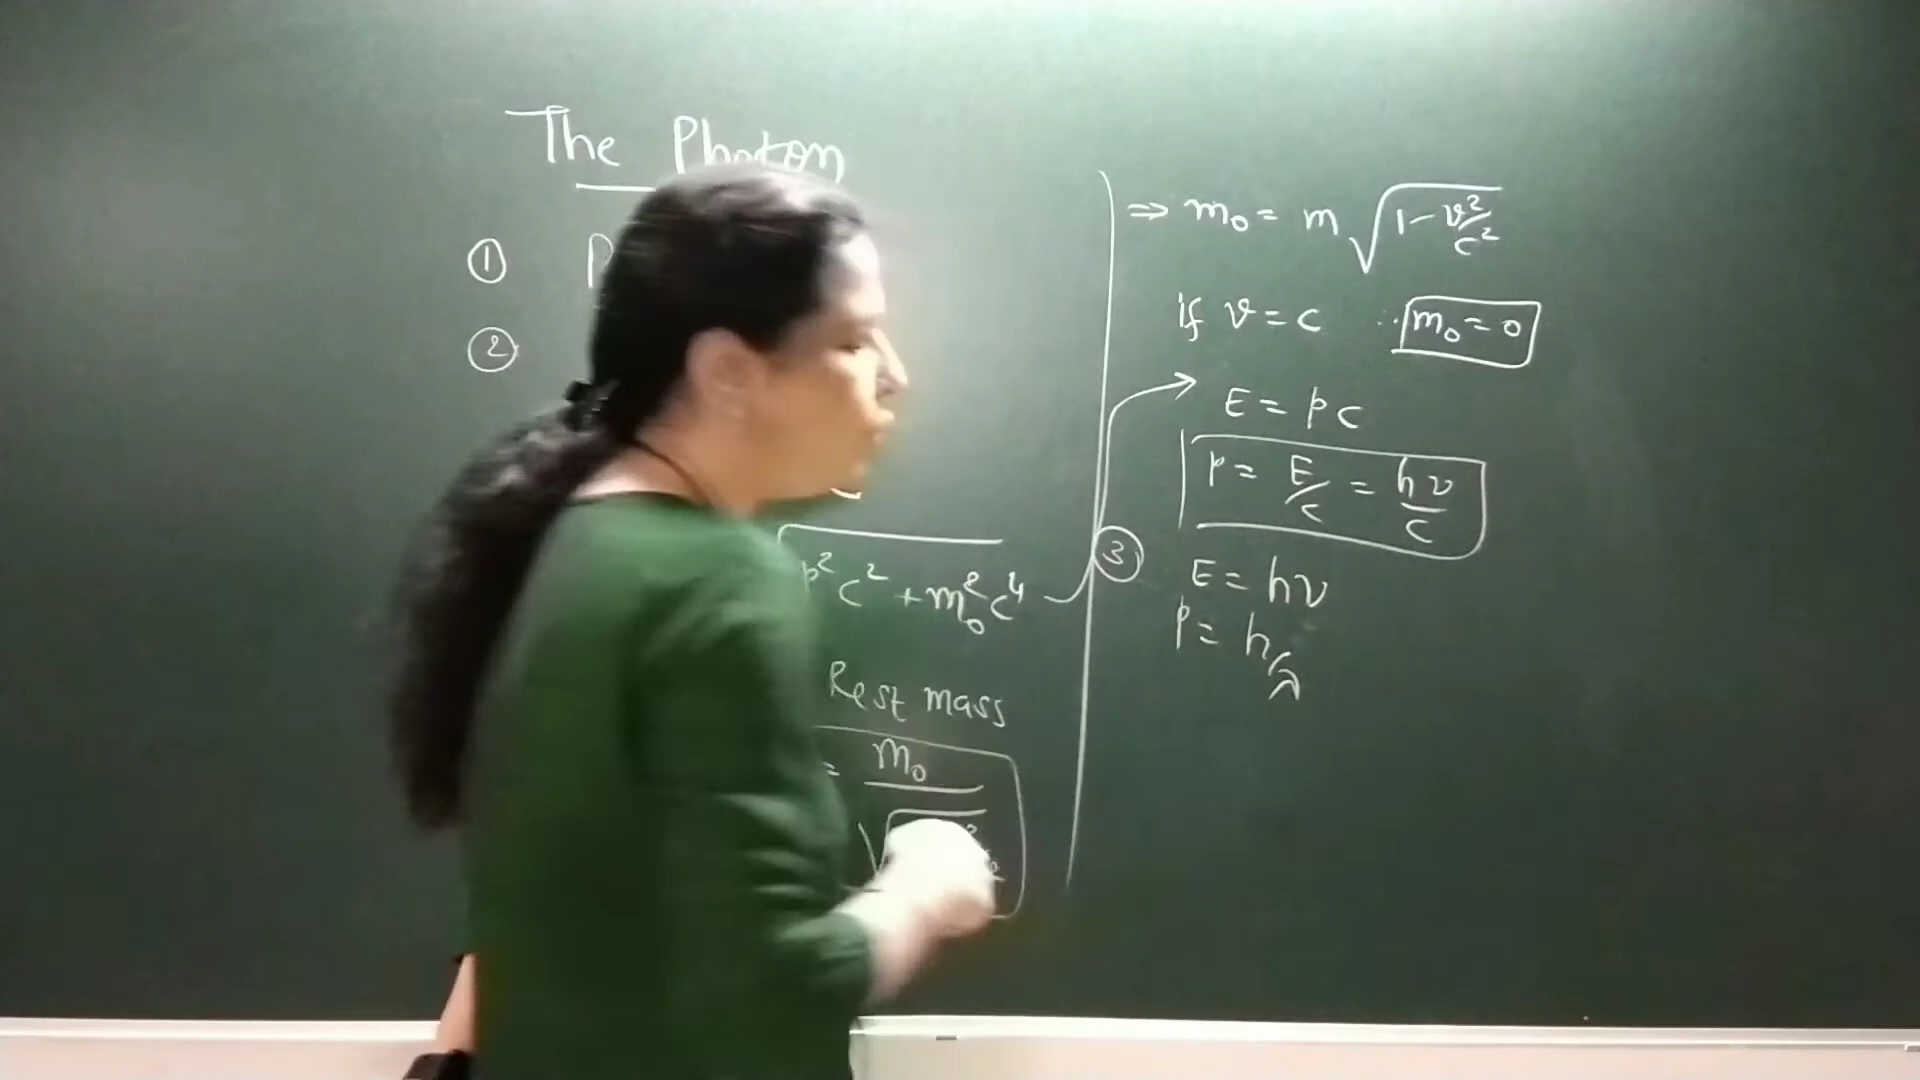 The Photon
① P
②
p²c² + m₀²c⁴
Rest mass
= m₀
⇒ m₀ = m √1 - v²/c²
if v = c ∴ m₀ = 0
E = pc
p = E/c = hν/c
③ E = hν
p = h/λ